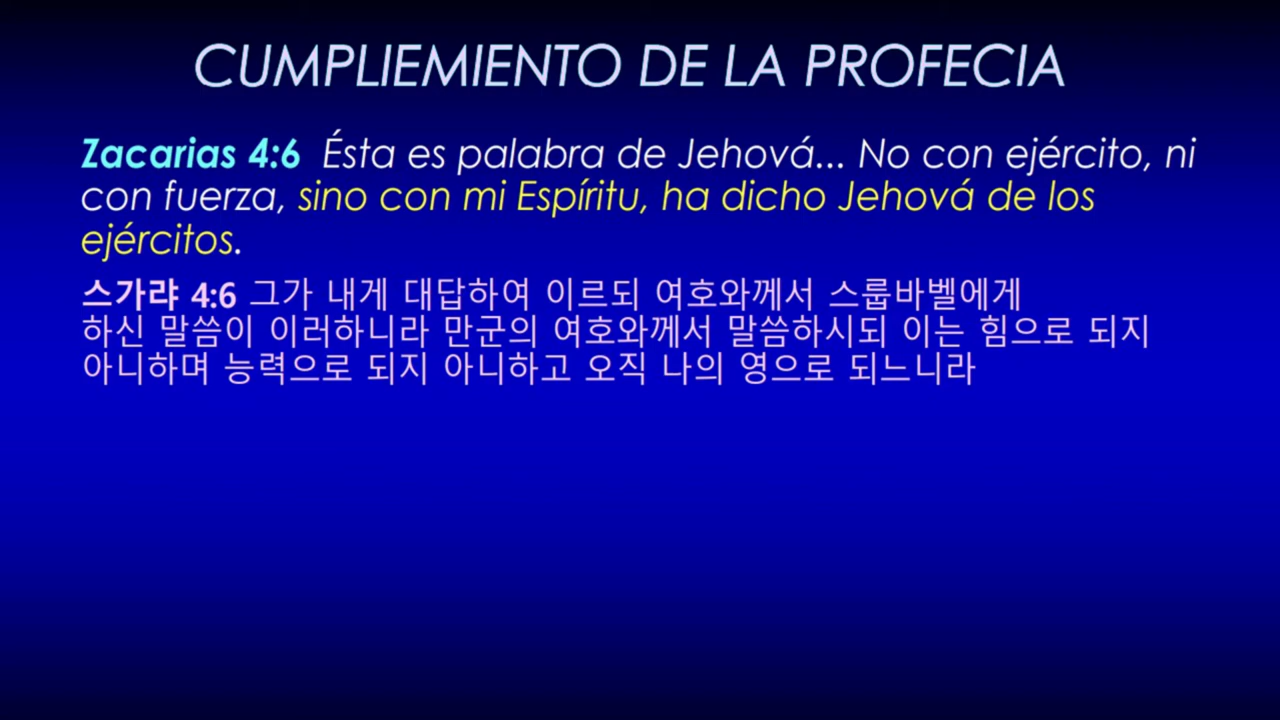 CUMPLIEMIENTO DE LA PROFECIA
Zacarias 4:6 Ésta es palabra de Jehová... No con ejército, ni
con fuerza, sino con mi Espíritu, ha dicho Jehová de los
ejércitos.
스가랴 4:6 그가 내게 대답하여 이르되 여호와께서 스룹바벨에게
하신 말씀이 이러하니라 만군의 여호와께서 말씀하시되 이는 힘으로 되지
아니하며 능력으로 되지 아니하고 오직 나의 영으로 되느니라